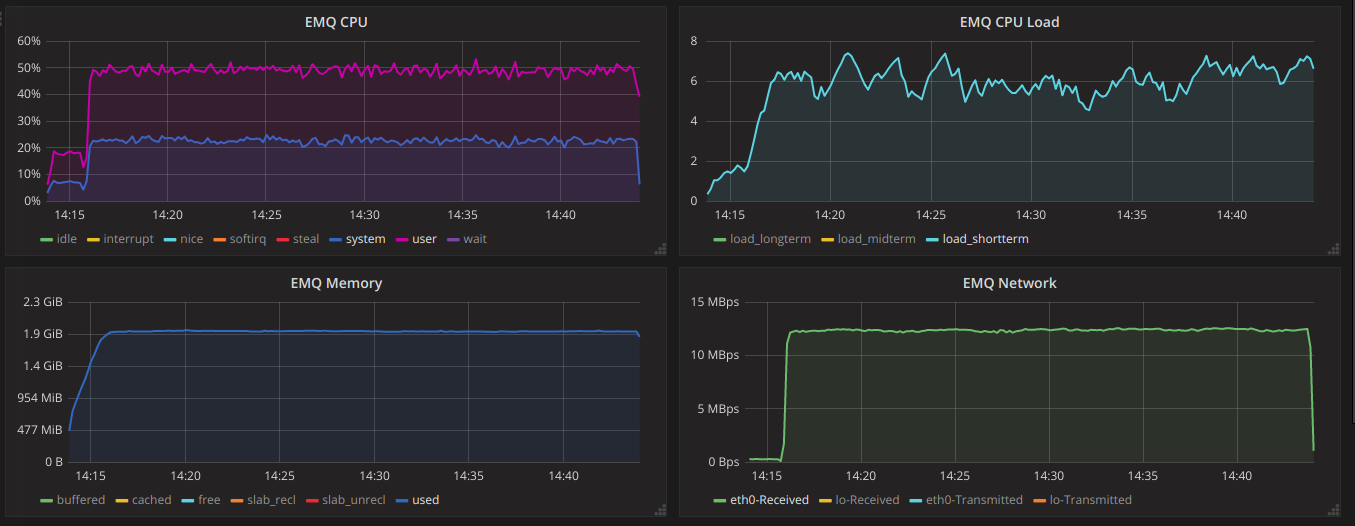 EMQ CPU
60%
50%
40%
30%
20%
10%
0%
14:15 14:20 14:25 14:30 14:35 14:40
idle interrupt nice softirq steal system user wait
EMQ CPU Load
8
6
4
2
0
14:15 14:20 14:25 14:30 14:35 14:40
load_longterm load_midterm load_shortterm
EMQ Memory
2.3 GiB
1.9 GiB
1.4 GiB
954 MiB
477 MiB
0 B
14:15 14:20 14:25 14:30 14:35 14:40
buffered cached free slab_recl slab_unrecl used
EMQ Network
15 MBps
10 MBps
5 MBps
0 Bps
14:15 14:20 14:25 14:30 14:35 14:40
eth0-Received lo-Received eth0-Transmitted lo-Transmitted